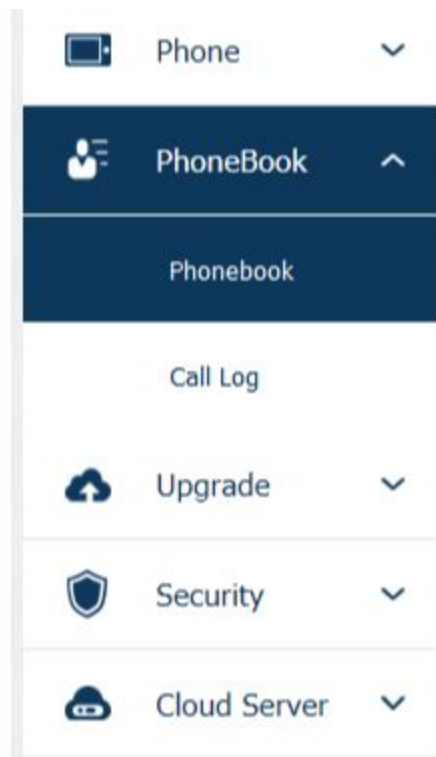 Phone
PhoneBook
Phonebook
Call Log
Upgrade
Security
Cloud Server